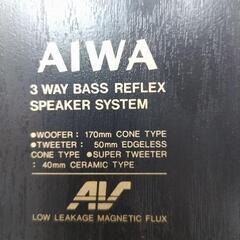 AIWA
3 WAY BASS REFLEX
SPEAKER SYSTEM
●WOOFER: 170mm CONE TYPE
●TWEETER: 50mm EDGELESS
CONE TYPE ●SUPER TWEETER
: 40mm CERAMIC TYPE
AV
LOW LEAKAGE MAGNETIC FLUX